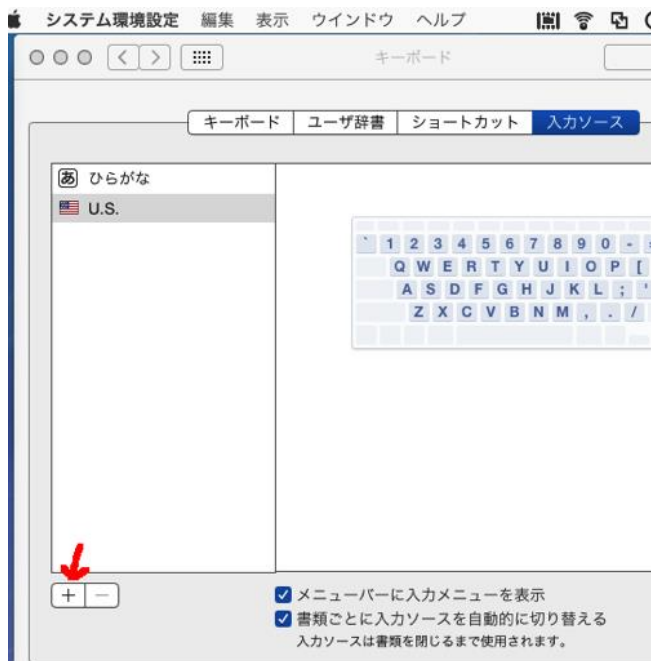 システム環境設定 編集 表示 ウインドウ ヘルプ
キーボード
キーボード ユーザ辞書 ショートカット 入力ソース
あ ひらがな
U.S.
` 1 2 3 4 5 6 7 8 9 0 -
Q W E R T Y U I O P [
A S D F G H J K L ; '
Z X C V B N M , . /
+ −
メニューバーに入力メニューを表示
書類ごとに入力ソースを自動的に切り替える
入力ソースは書類を閉じるまで使用されます。